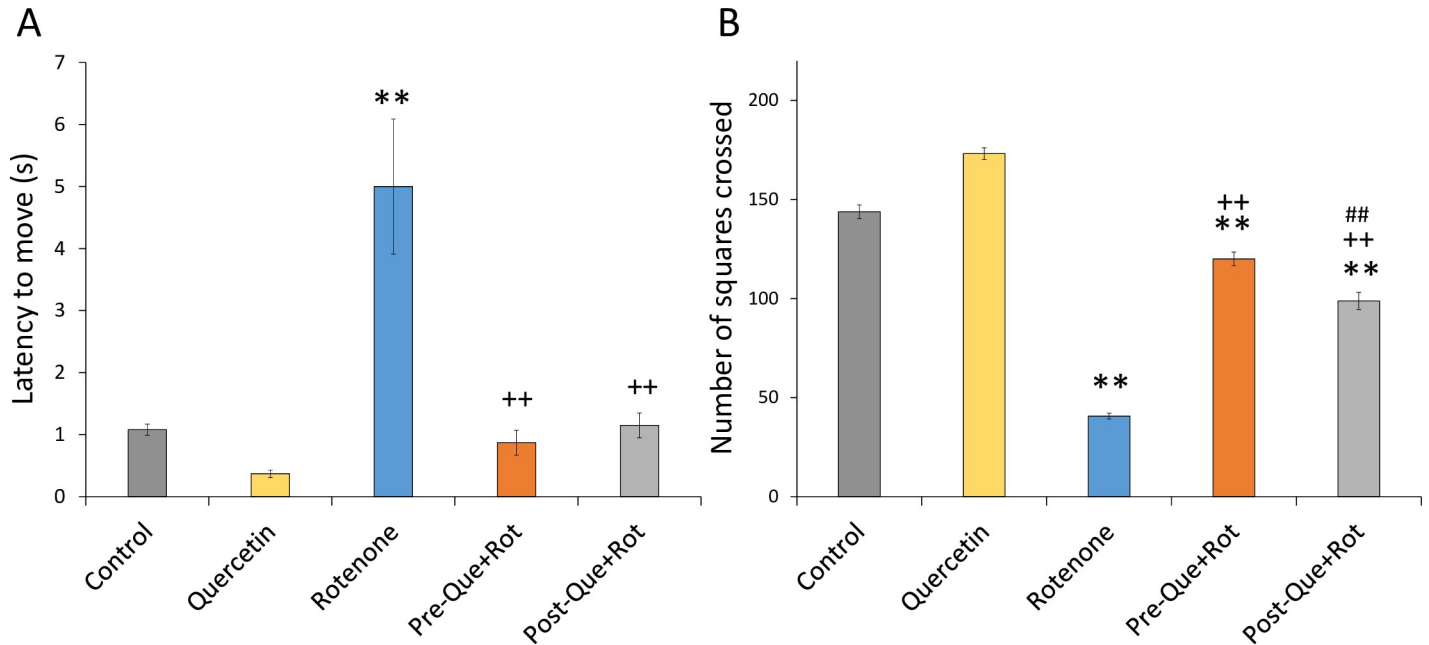 A
Latency to move (s)
7
6
5
4
3
2
1
0
**
++
++
Control
Quercetin
Rotenone
Pre-Que+Rot
Post-Que+Rot
B
Number of squares crossed
200
150
100
50
0
**
++
**
##
++
**
Control
Quercetin
Rotenone
Pre-Que+Rot
Post-Que+Rot